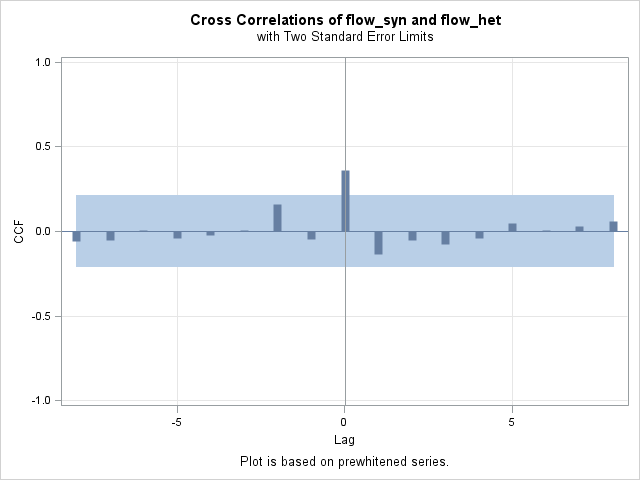 Cross Correlations of flow_syn and flow_het
with Two Standard Error Limits
1.0
0.5
0.0
-0.5
-1.0
CCF
-5
0
5
Lag
Plot is based on prewhitened series.